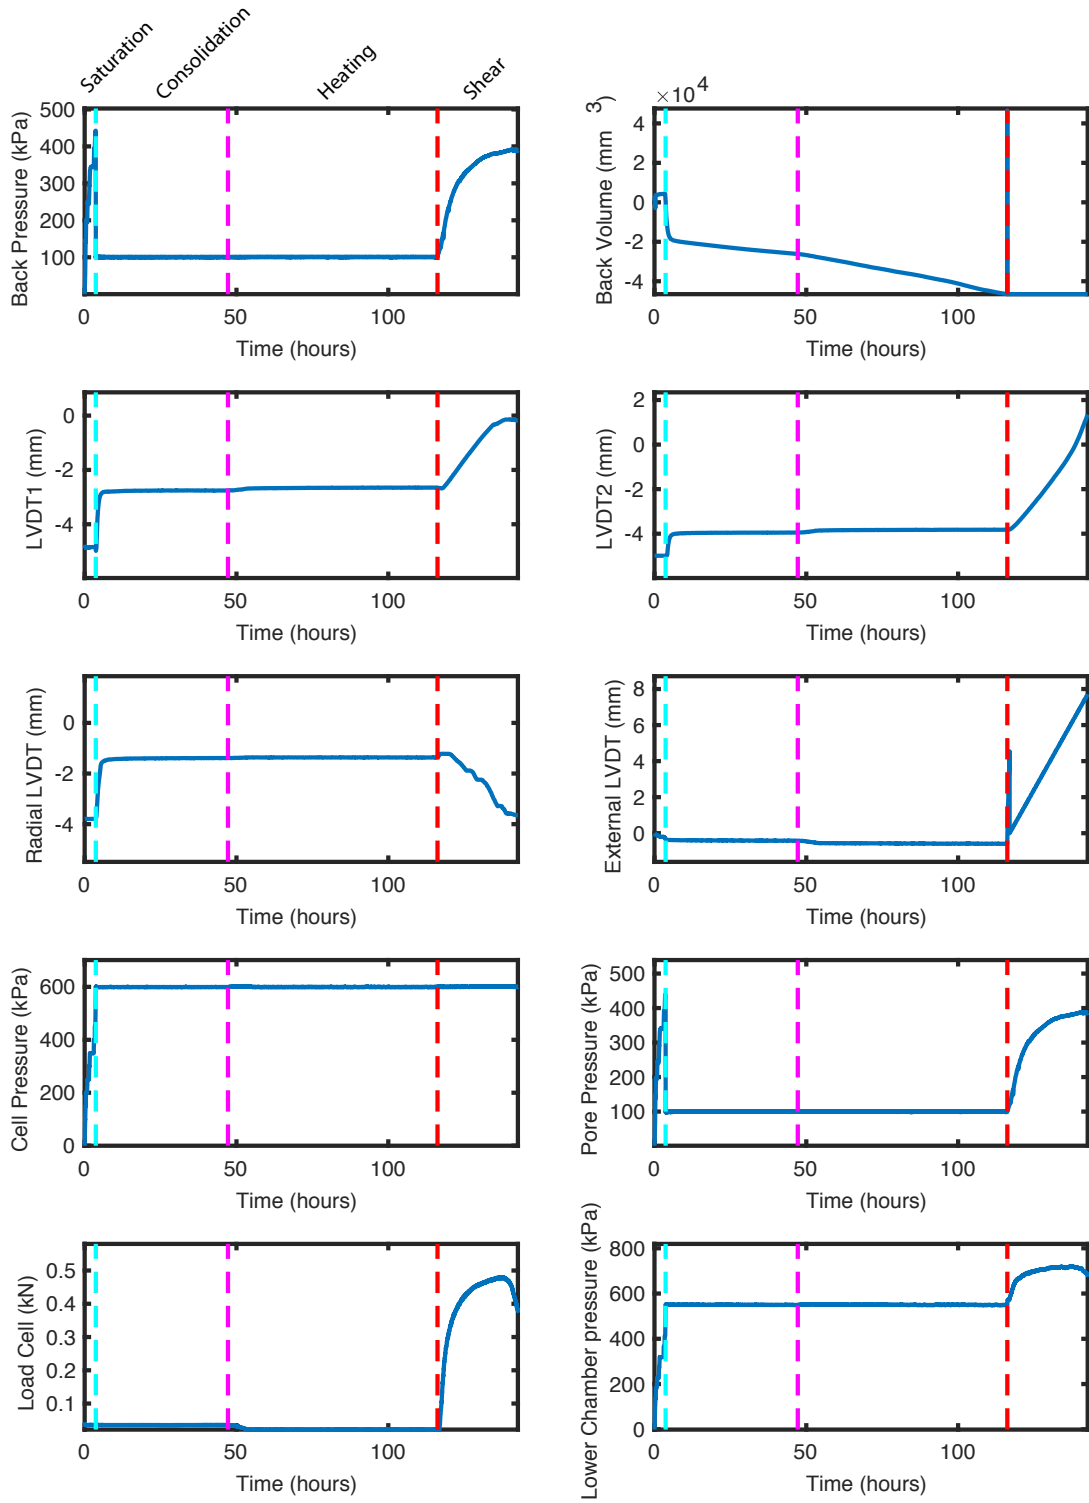 Saturation
Consolidation
Heating
Shear
500
400
300
200
100
0
Back Pressure (kPa)
0 50 100
Time (hours)
×10⁴
4
2
0
-2
-4
Back Volume (mm 3)
0 50 100
Time (hours)
0
-2
-4
LVDT1 (mm)
0 50 100
Time (hours)
2
0
-2
-4
LVDT2 (mm)
0 50 100
Time (hours)
0
-2
-4
Radial LVDT (mm)
0 50 100
Time (hours)
8
6
4
2
0
External LVDT (mm)
0 50 100
Time (hours)
600
400
200
0
Cell Pressure (kPa)
0 50 100
Time (hours)
500
400
300
200
100
Pore Pressure (kPa)
0 50 100
Time (hours)
0.5
0.4
0.3
0.2
0.1
Load Cell (kN)
0 50 100
Time (hours)
800
600
400
200
0
Lower Chamber pressure (kPa)
0 50 100
Time (hours)